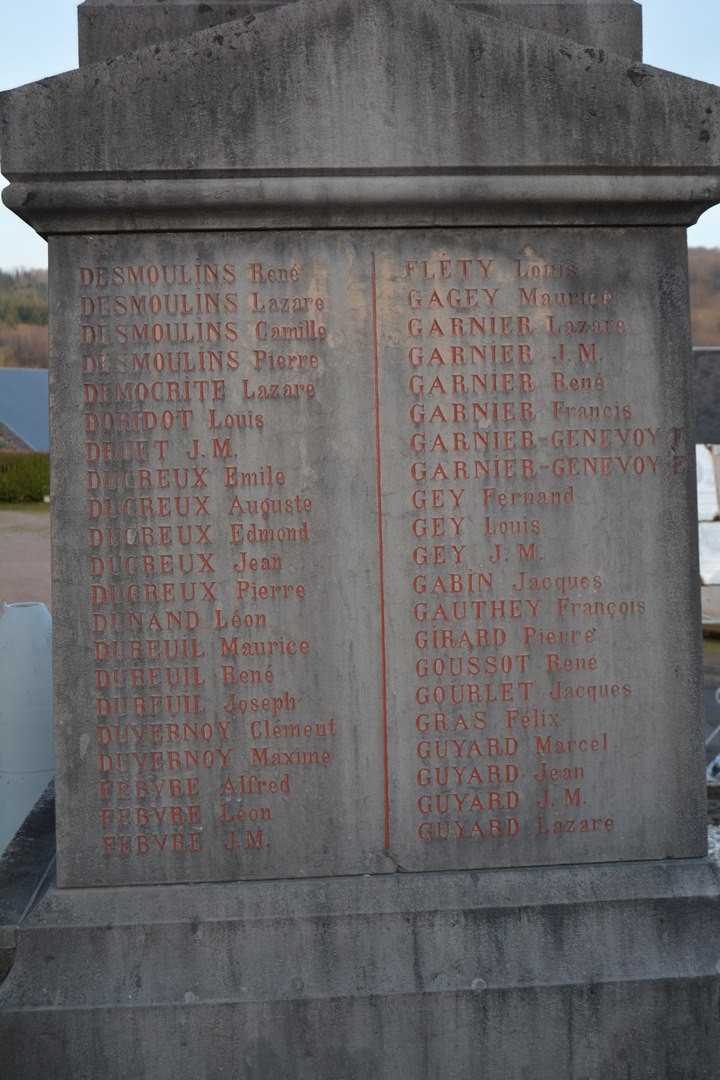 DESMOULINS René
DESMOULINS Lazare
DESMOULINS Camille
DESMOULINS Pierre
DEMOCRITE Lazare
DORIDOT Louis
DRUET J.M.
DUCREUX Emile
DUCREUX Auguste
DUCREUX Edmond
DUCREUX Jean
DUCREUX Pierre
DUNAND Léon
DUREUIL Maurice
DUREUIL René
DUREUIL Joseph
DUVERNOY Clément
DUVERNOY Maxime
FEBVRE Alfred
FEBVRE Léon
FEBVRE J.M.
FLÉTY Louis
GAGEY Maurice
GARNIER Lazare
GARNIER J.M.
GARNIER René
GARNIER Francis
GARNIER-GENEVOY F
GARNIER-GENEVOY E
GEY Fernand
GEY Louis
GEY J.M.
GABIN Jacques
GAUTHEY François
GIRARD Pierre
GOUSSOT René
GOURLET Jacques
GRAS Félix
GUYARD Marcel
GUYARD Jean
GUYARD J.M.
GUYARD Lazare